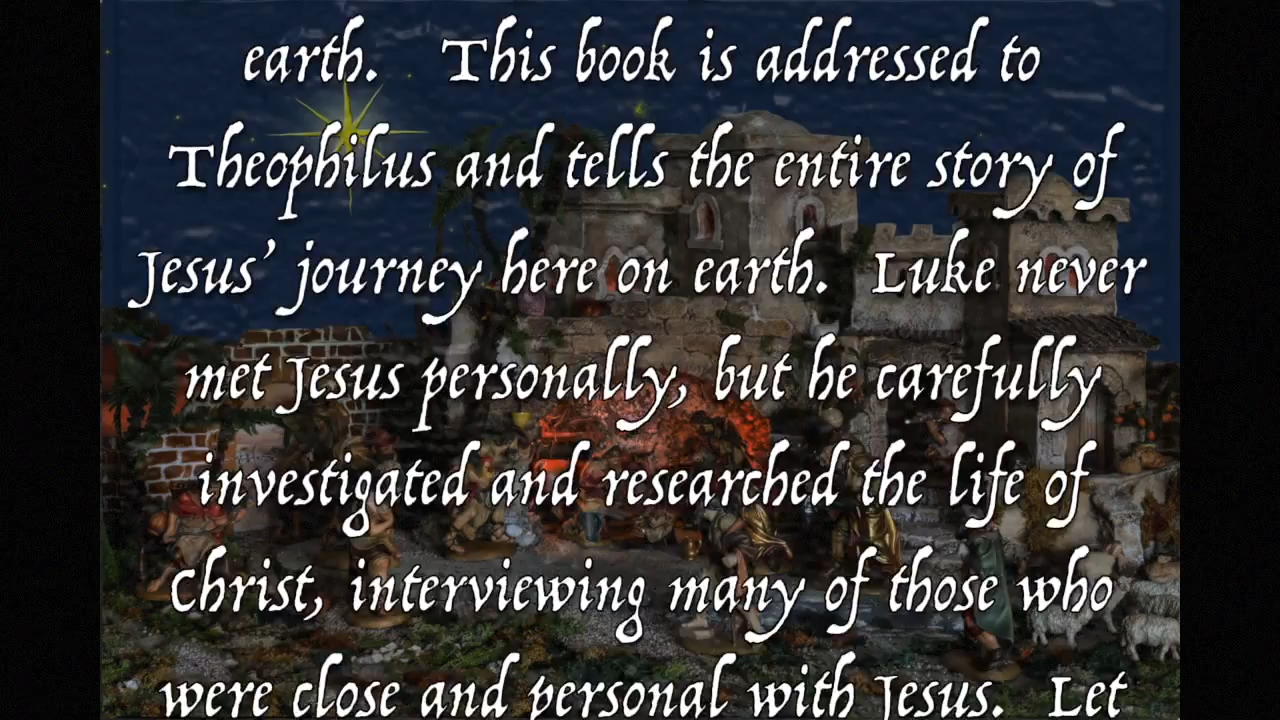 earth. This book is addressed to
Theophilus and tells the entire story of
Jesus' journey here on earth. Luke never
met Jesus personally, but he carefully
investigated and researched the life of
Christ, interviewing many of those who
were close and personal with Jesus. Let